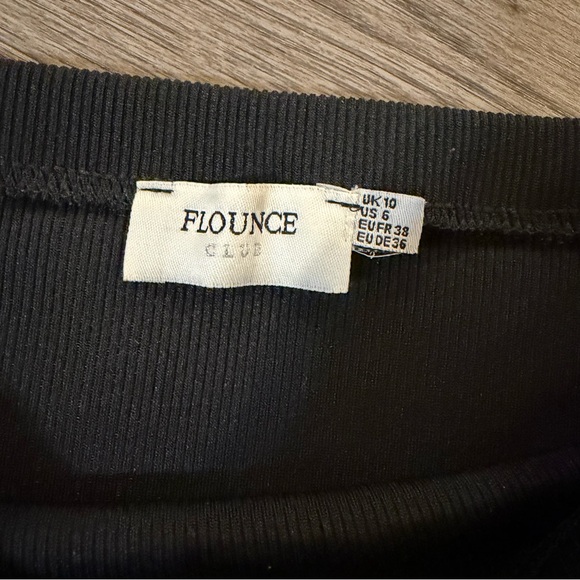 FLOUNCE
CLUB
UK 10
US 6
EU FR 38
EU DE 36